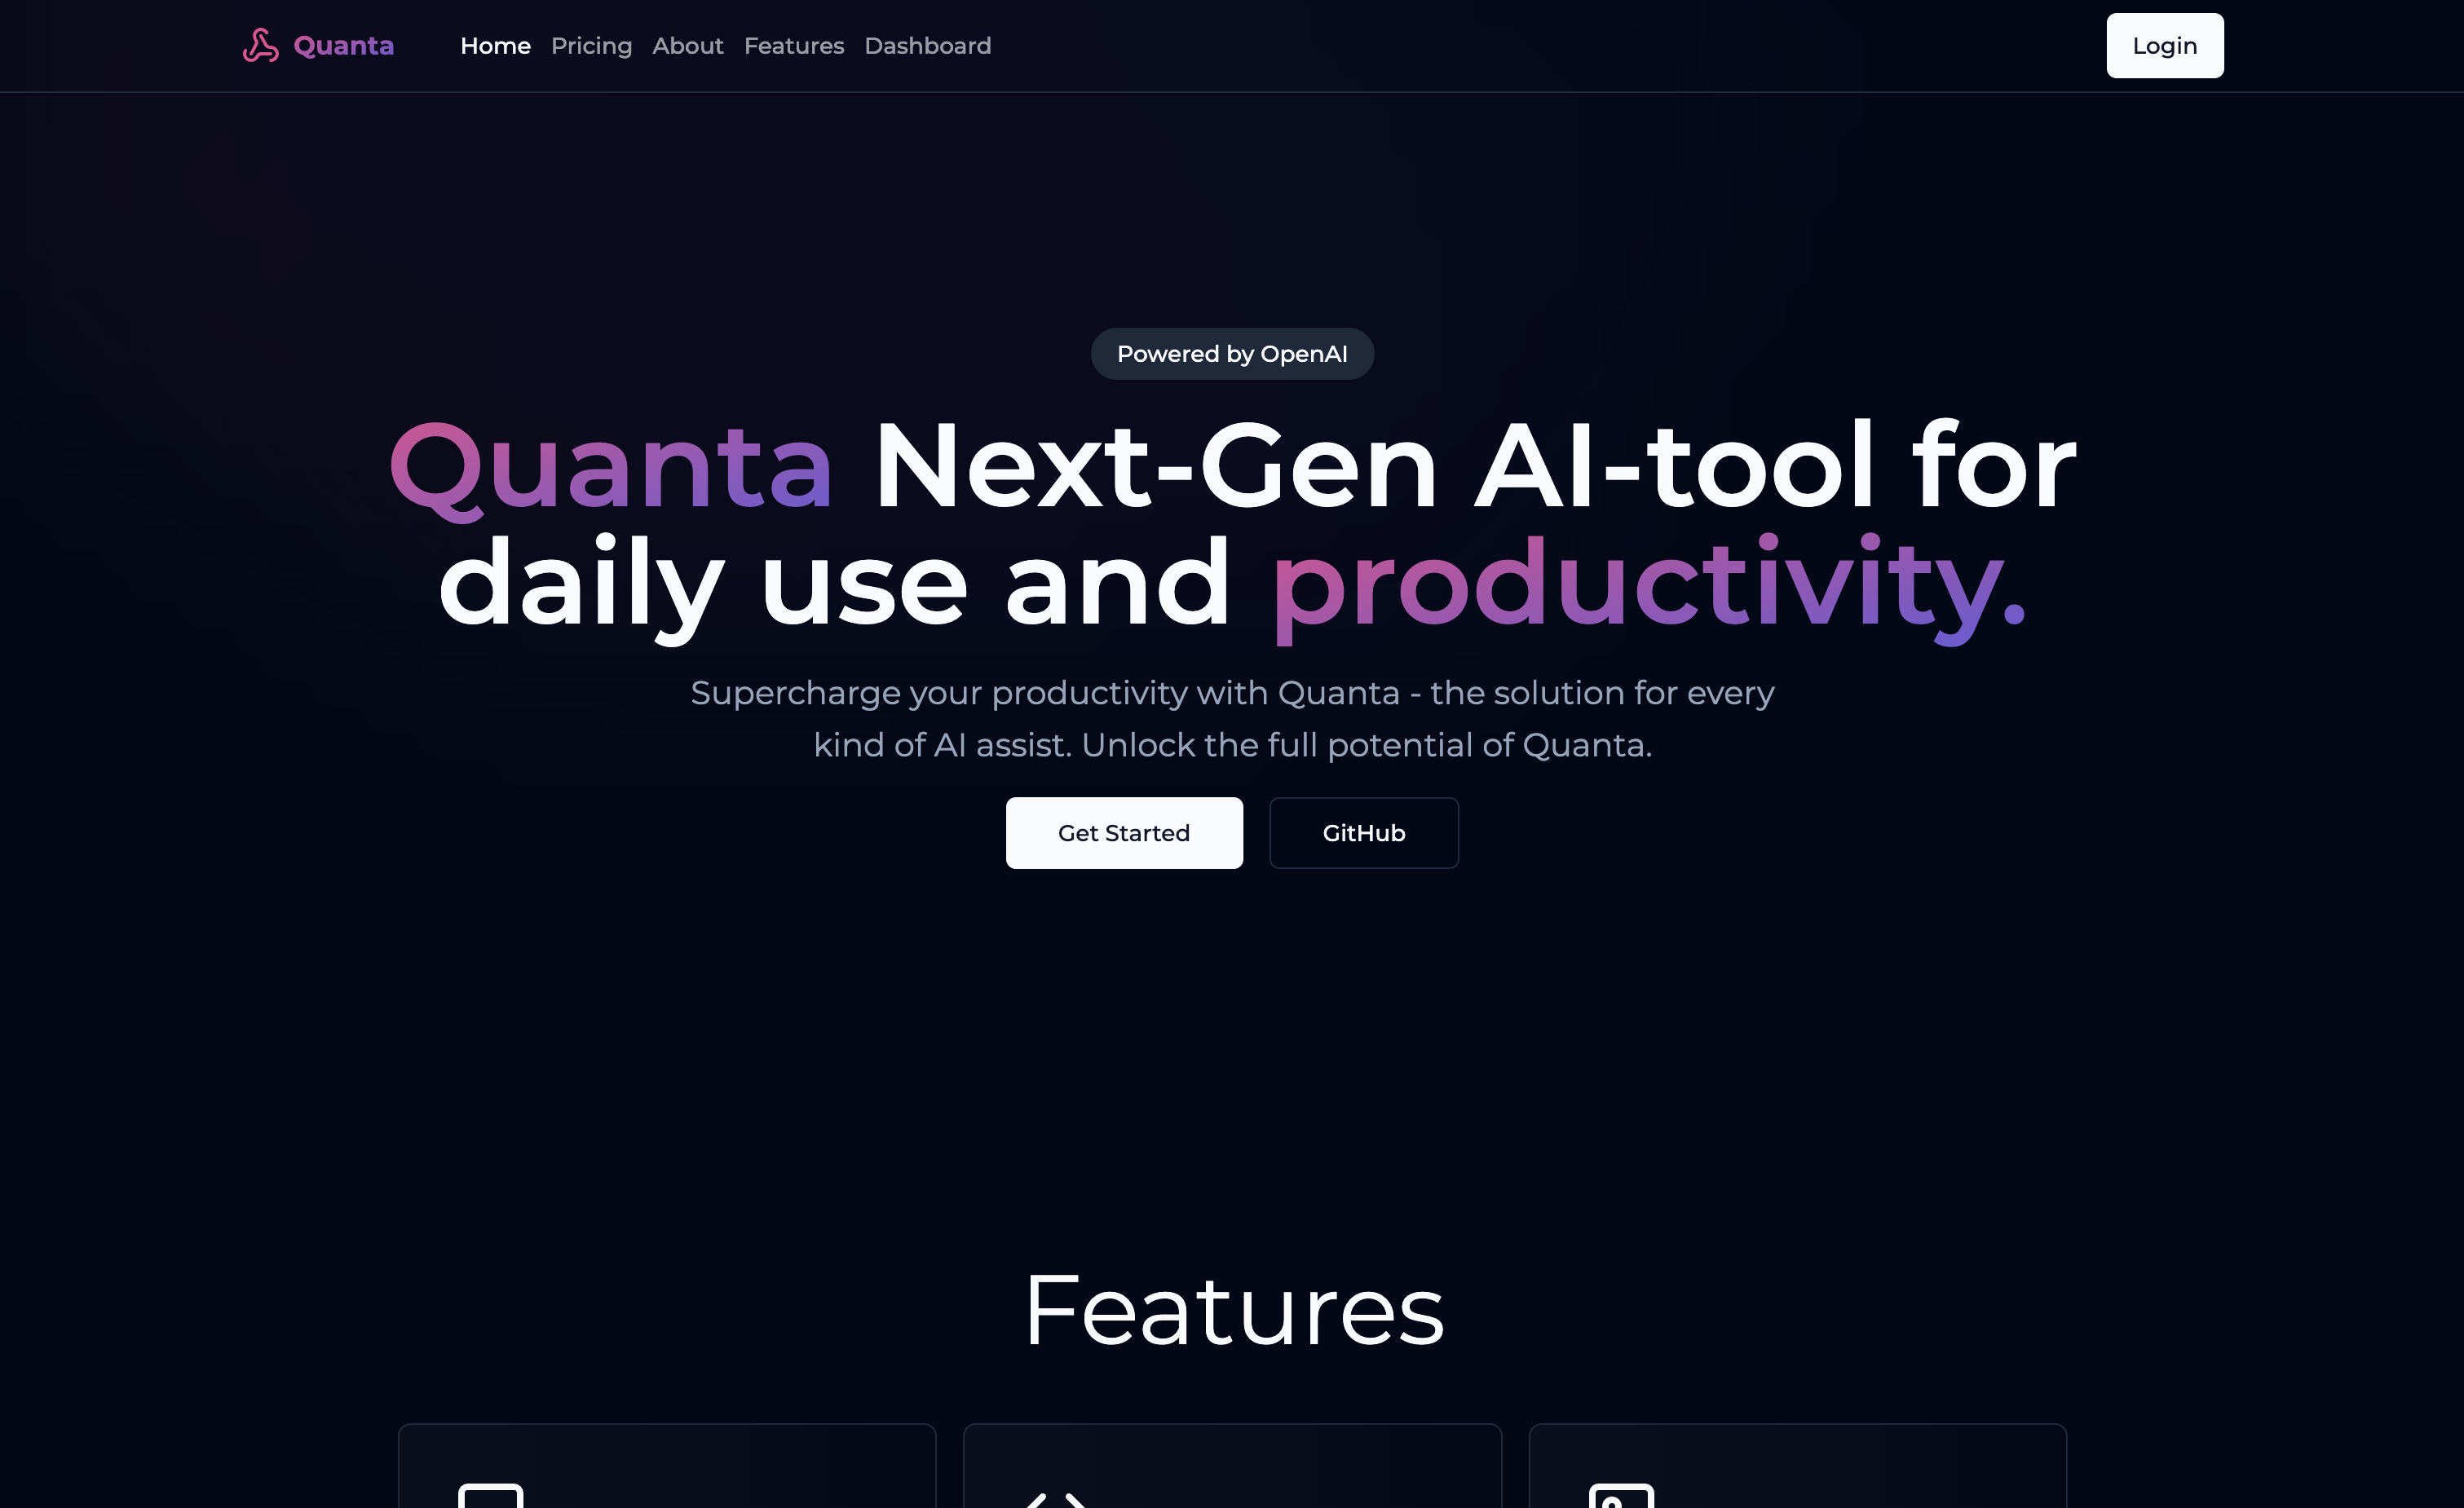 Quanta
Home Pricing About Features Dashboard
Login
Powered by OpenAI
Quanta Next-Gen AI-tool for
daily use and productivity.
Supercharge your productivity with Quanta - the solution for every
kind of AI assist. Unlock the full potential of Quanta.
Get Started
GitHub
Features